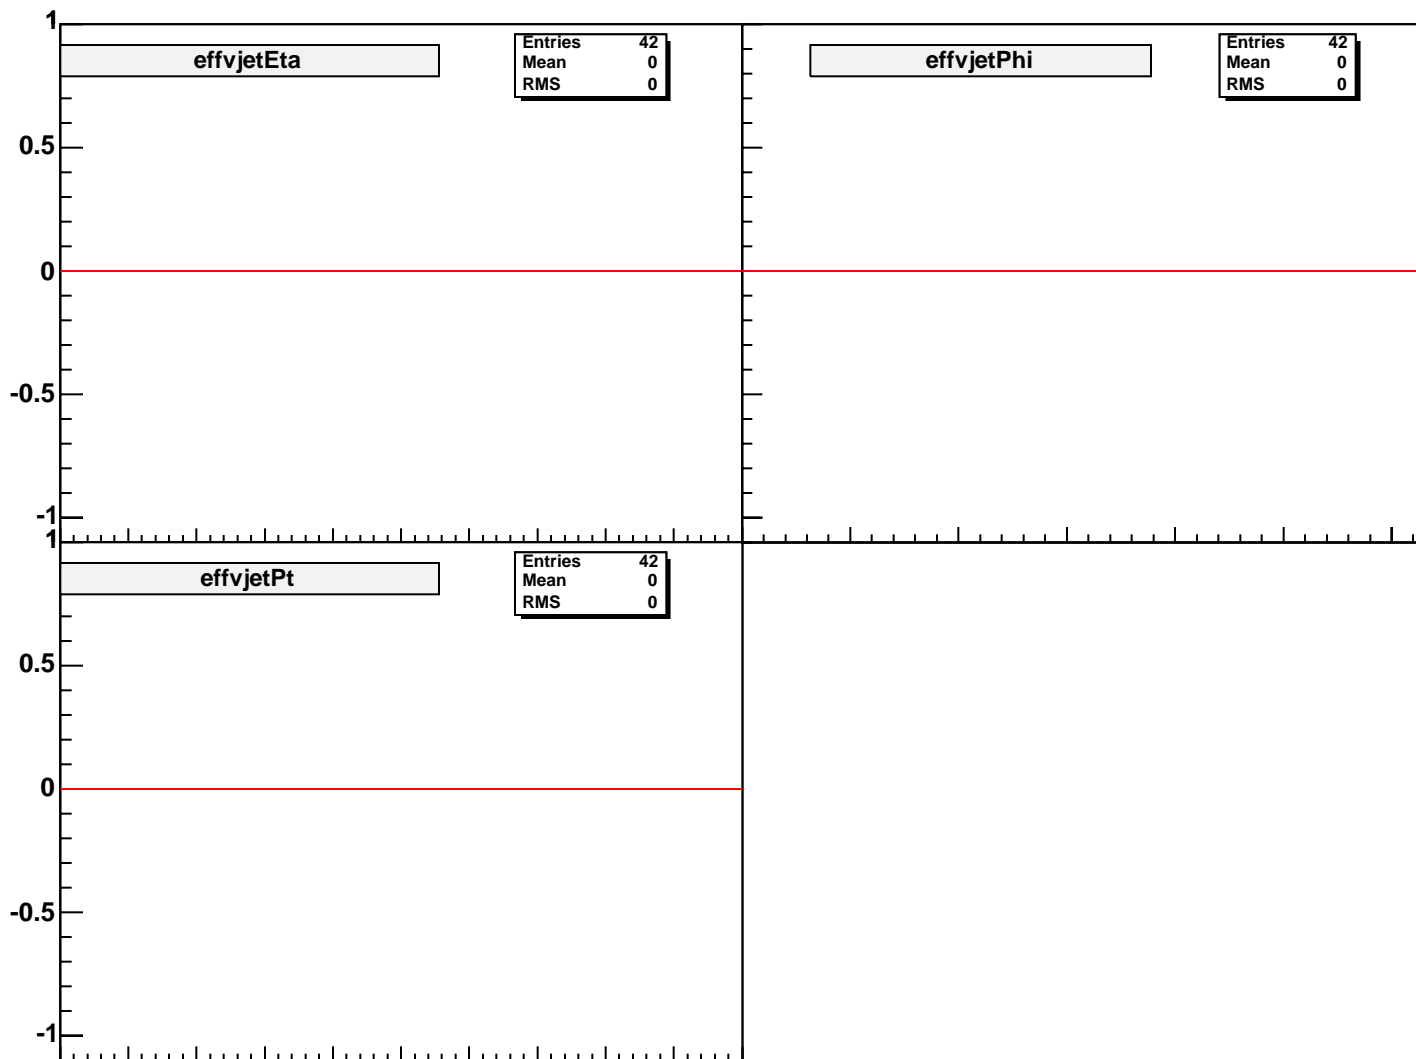 1
effvjetEta
Entries 42
Mean 0
RMS 0
effvjetPhi
Entries 42
Mean 0
RMS 0
0.5
0
-0.5
-1
1
effvjetPt
Entries 42
Mean 0
RMS 0
0.5
0
-0.5
-1